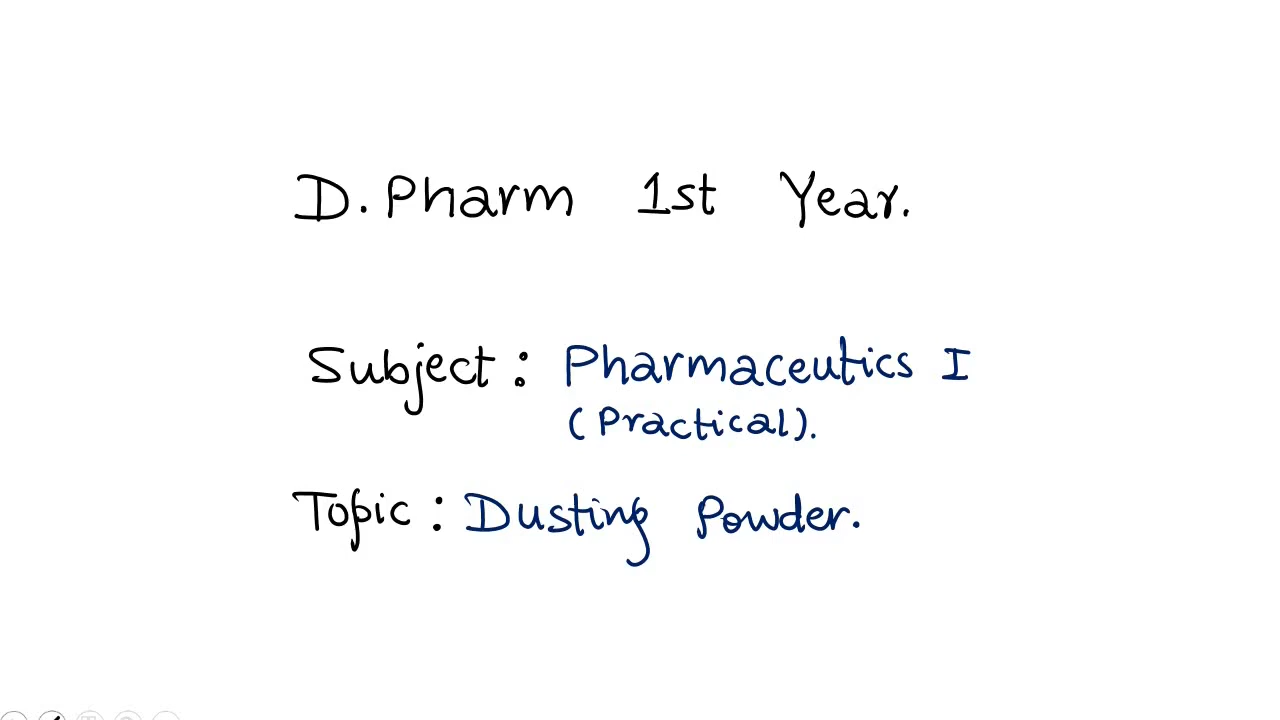 D. Pharm 1st Year.
Subject: Pharmaceutics I
(Practical).
Topic: Dusting Powder.